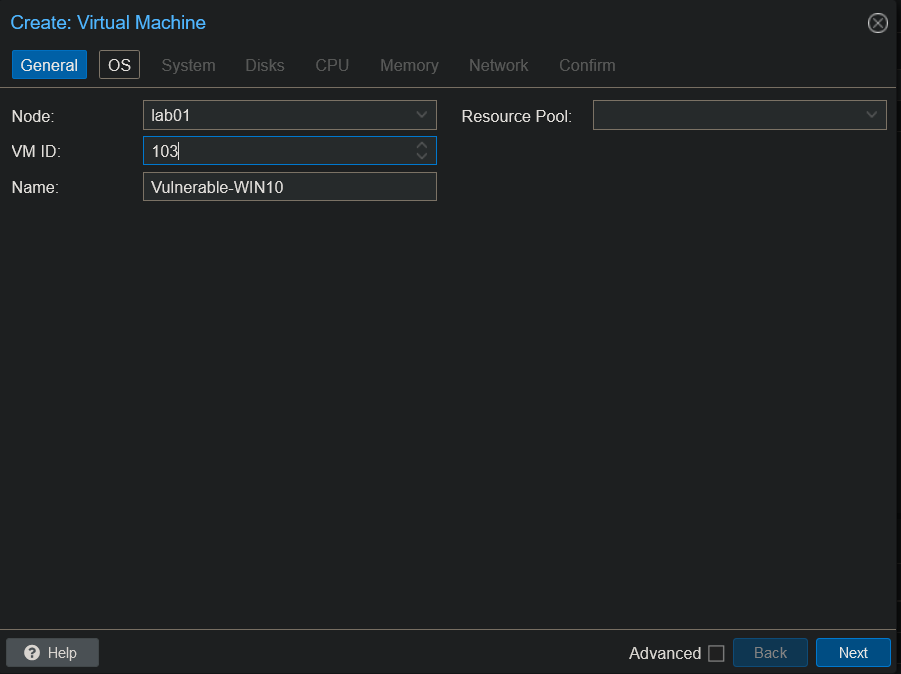 Create: Virtual Machine
General OS System Disks CPU Memory Network Confirm
Node: lab01 Resource Pool:
VM ID: 103
Name: Vulnerable-WIN10
? Help Advanced Back Next